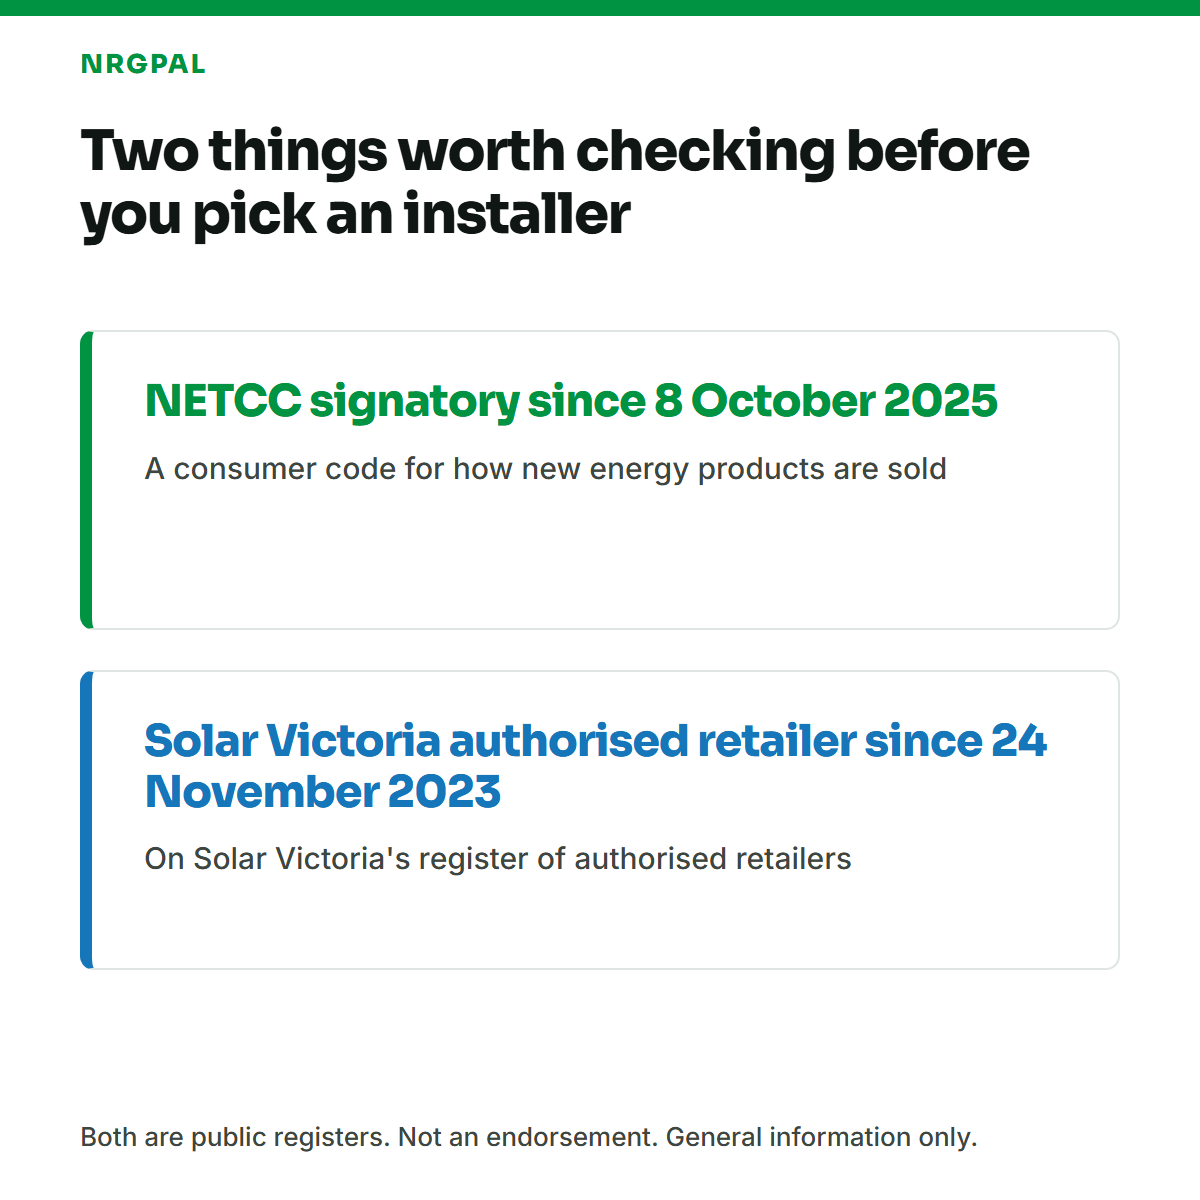 NRGPAL
Two things worth checking before
you pick an installer
NETCC signatory since 8 October 2025
A consumer code for how new energy products are sold
Solar Victoria authorised retailer since 24
November 2023
On Solar Victoria's register of authorised retailers
Both are public registers. Not an endorsement. General information only.